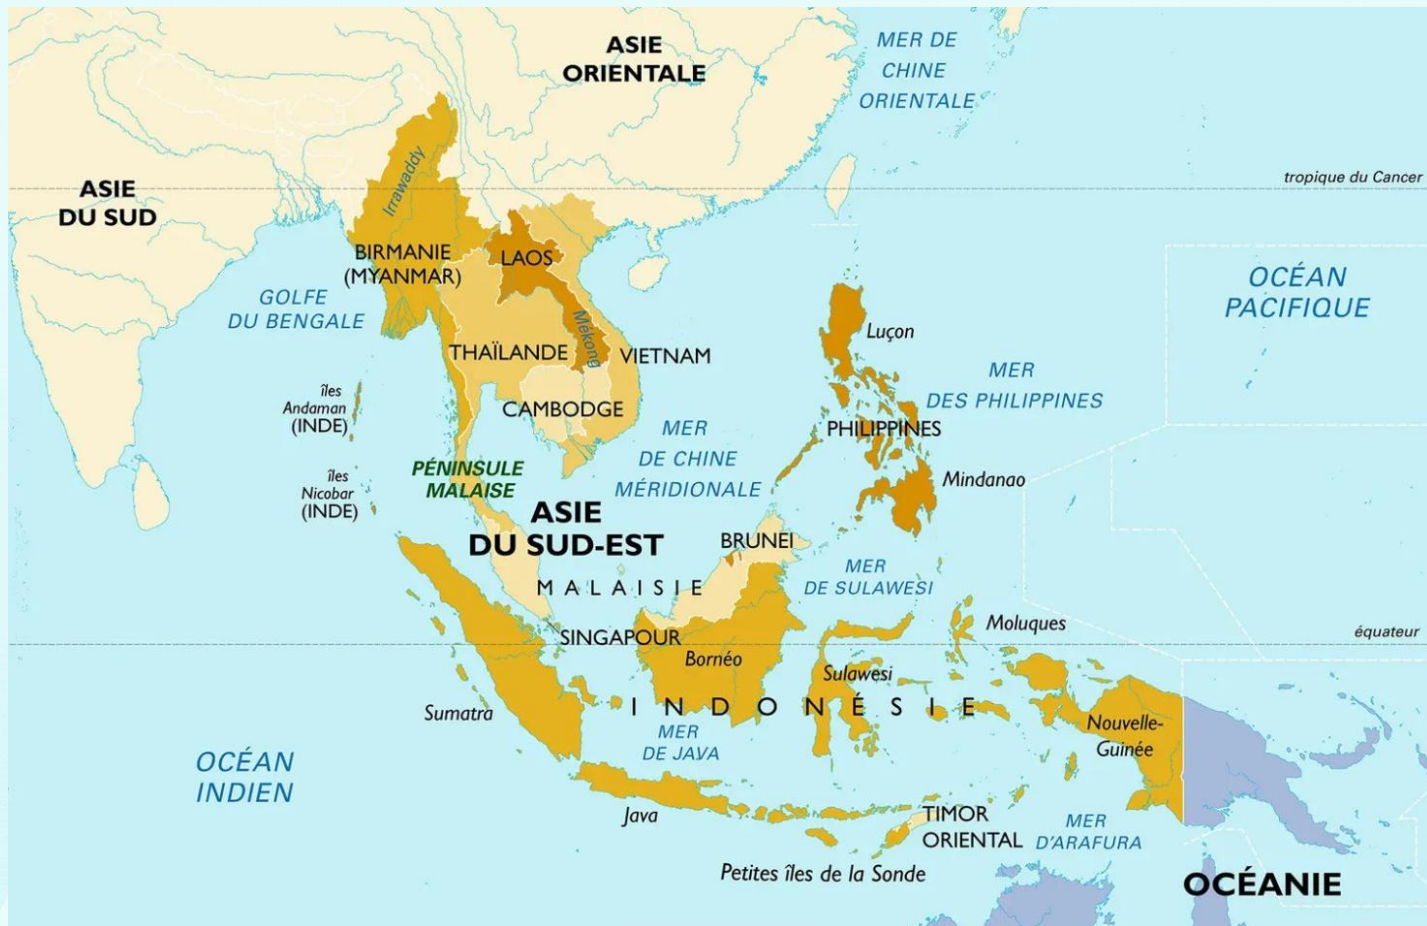 ASIE
ORIENTALE
MER DE
CHINE
ORIENTALE
ASIE
DU SUD
Irrawaddy
tropique du Cancer
BIRMANIE
(MYANMAR)
LAOS
GOLFE
DU BENGALE
OCÉAN
PACIFIQUE
Mékong
Luçon
THAÏLANDE
VIETNAM
MER
DES PHILIPPINES
îles
Andaman
(INDE)
CAMBODGE
MER
DE CHINE
MÉRIDIONALE
PHILIPPINES
PÉNINSULE
MALAISE
îles
Nicobar
(INDE)
Mindanao
ASIE
DU SUD-EST
BRUNEI
MALAISIE
MER
DE SULAWESI
SINGAPOUR
Moluques
équateur
Bornéo
Sulawesi
Sumatra
INDONÉSIE
Nouvelle-
Guinée
MER
DE JAVA
OCÉAN
INDIEN
Java
TIMOR
ORIENTAL
MER
D'ARAFURA
Petites îles de la Sonde
OCÉANIE